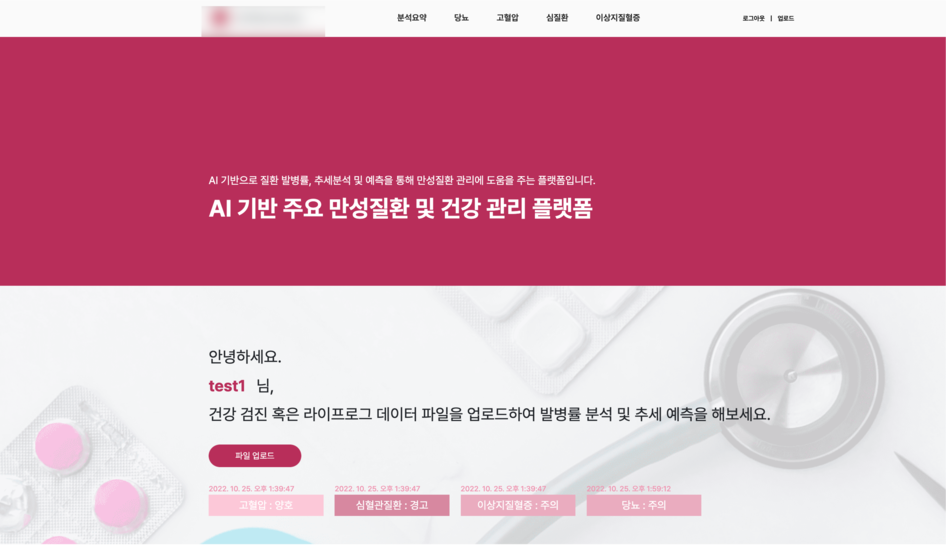 분석요약 당뇨 고혈압 심질환 이상지질혈증 로그아웃 | 업로드
AI 기반으로 질환 발병률, 추세분석 및 예측을 통해 만성질환 관리에 도움을 주는 플랫폼입니다.
AI 기반 주요 만성질환 및 건강 관리 플랫폼
안녕하세요.
test1 님,
건강 검진 혹은 라이프로그 데이터 파일을 업로드하여 발병률 분석 및 추세 예측을 해보세요.
파일 업로드
2022. 10. 25. 오후 1:39:47 2022. 10. 25. 오후 1:39:47 2022. 10. 25. 오후 1:39:47 2022. 10. 25. 오후 1:59:12
고혈압 : 양호 심혈관질환 : 경고 이상지질혈증 : 주의 당뇨 : 주의